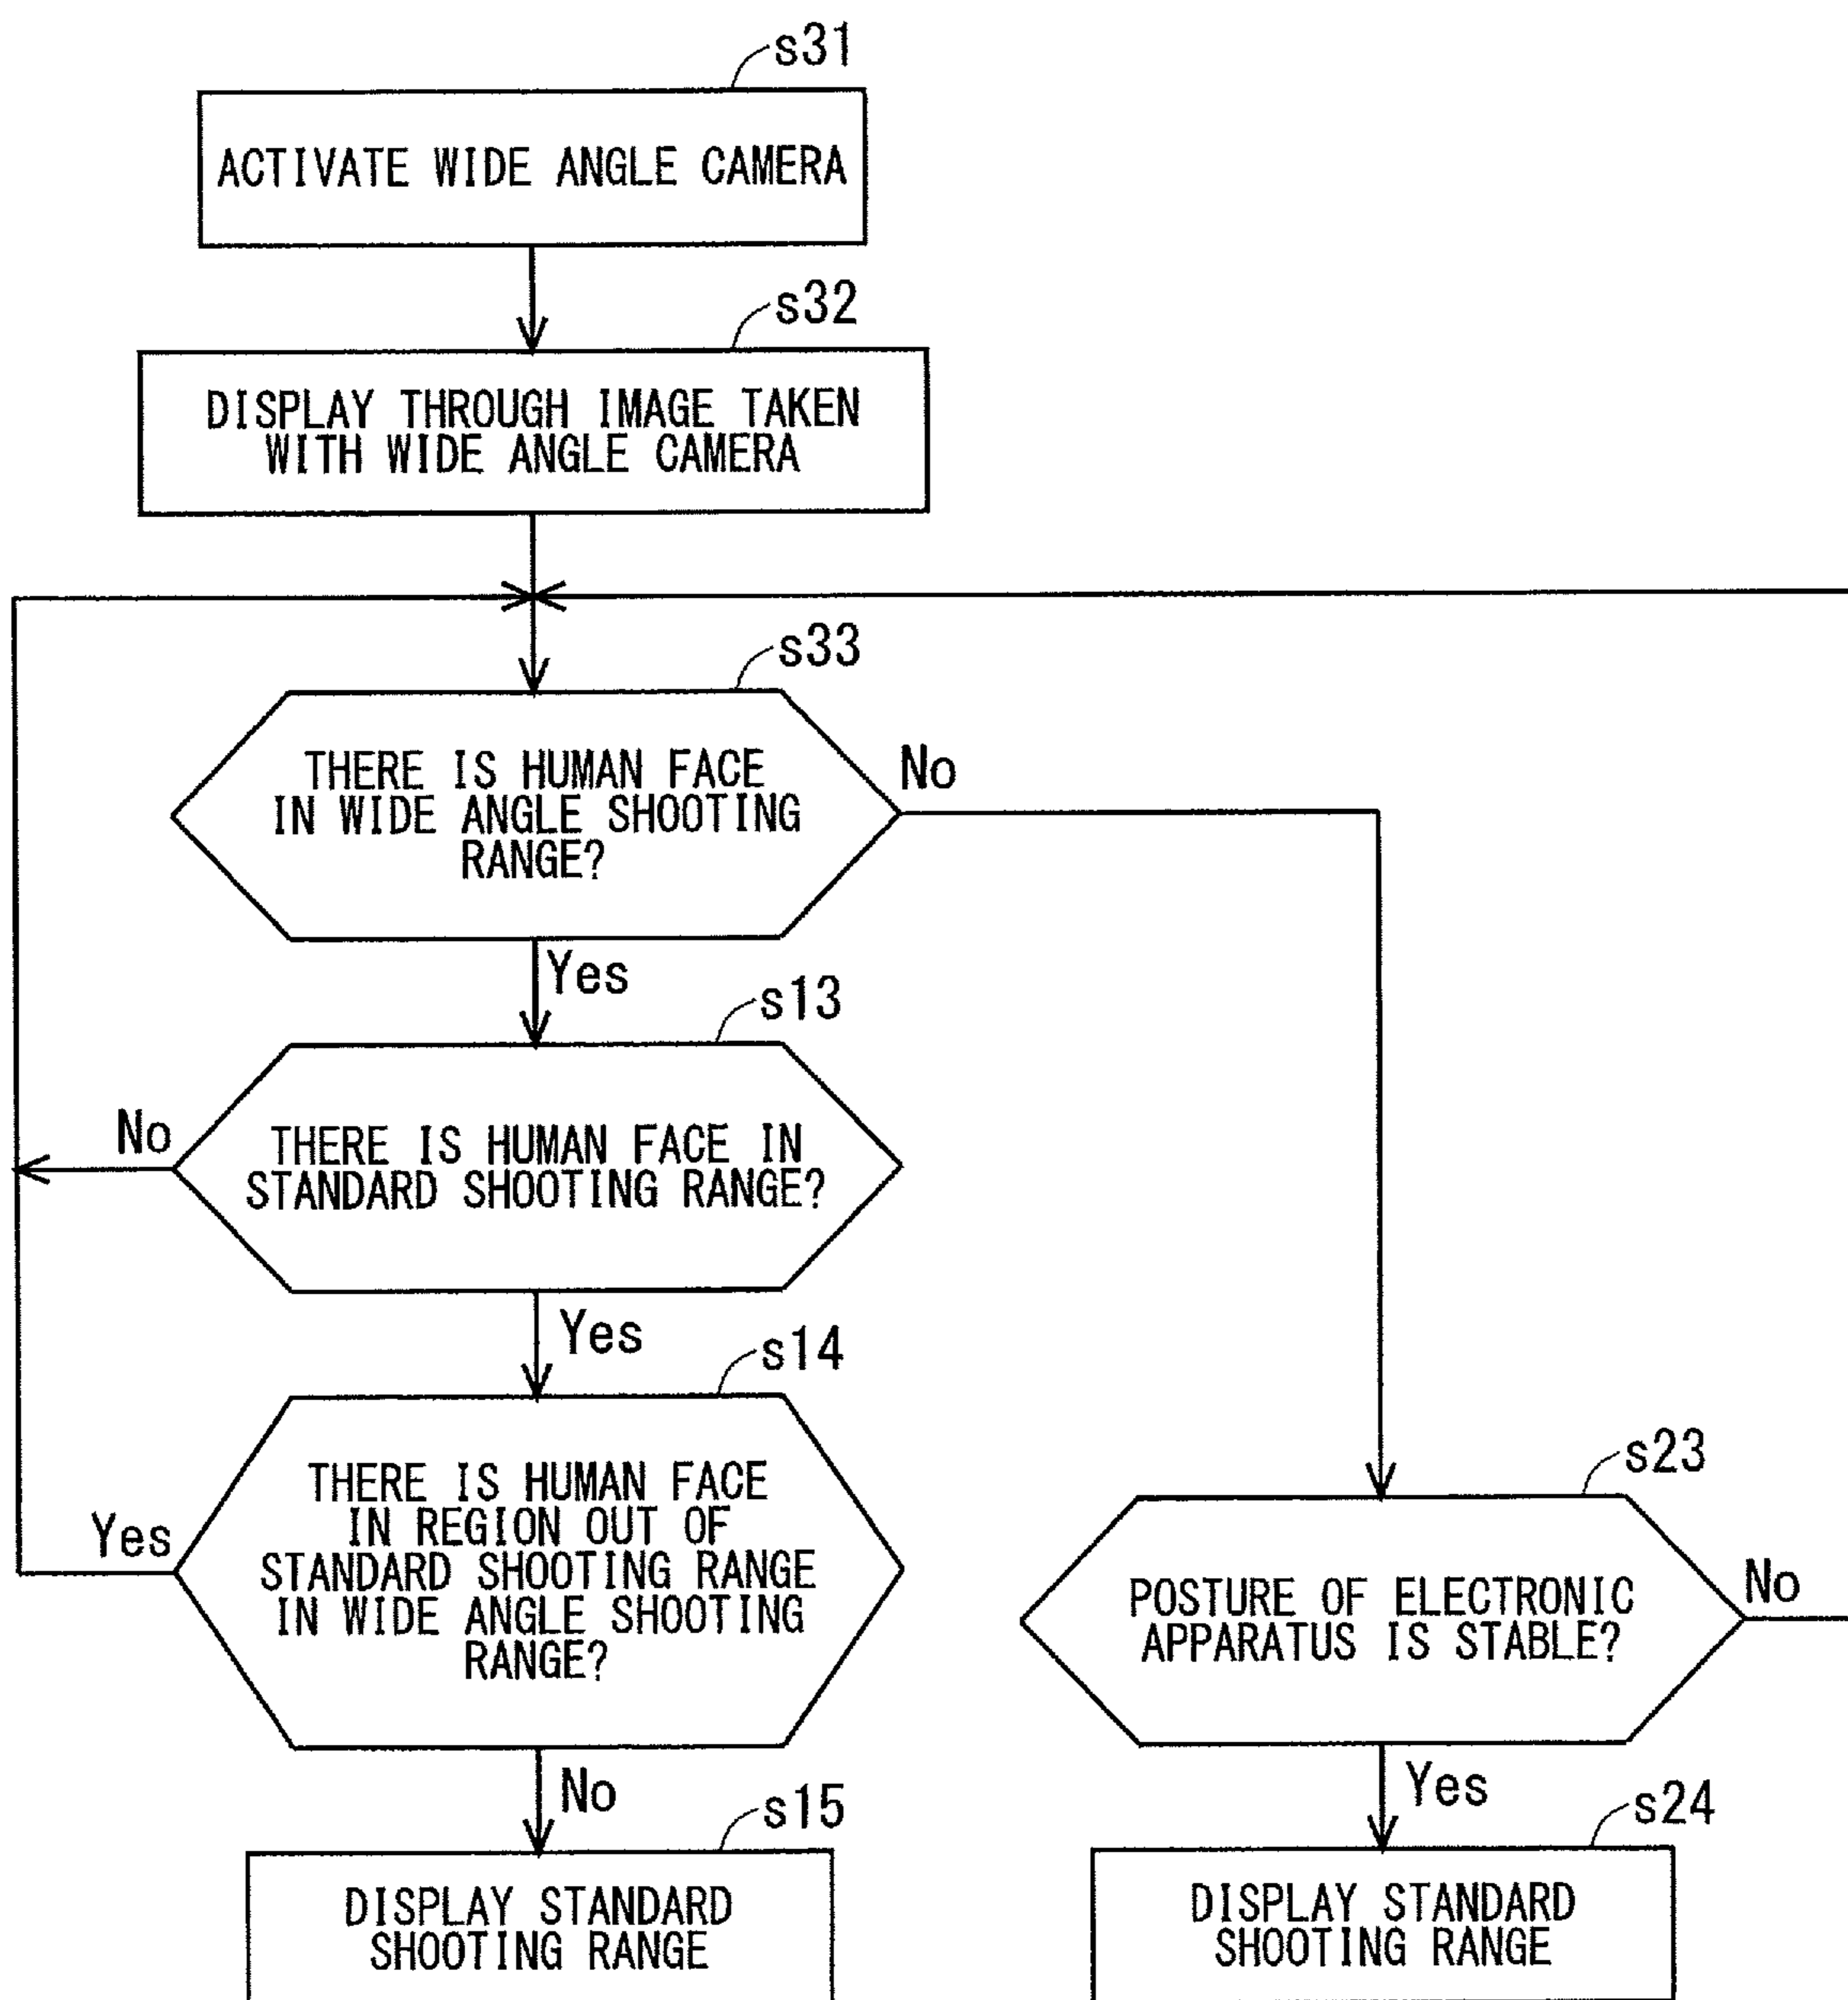 s31
ACTIVATE WIDE ANGLE CAMERA
s32
DISPLAY THROUGH IMAGE TAKEN
WITH WIDE ANGLE CAMERA
s33
THERE IS HUMAN FACE
IN WIDE ANGLE SHOOTING
RANGE?
No
Yes
s13
THERE IS HUMAN FACE IN
STANDARD SHOOTING RANGE?
No
Yes
s14
THERE IS HUMAN FACE
IN REGION OUT OF
STANDARD SHOOTING RANGE
IN WIDE ANGLE SHOOTING
RANGE?
Yes
No
s15
DISPLAY STANDARD
SHOOTING RANGE
s23
POSTURE OF ELECTRONIC
APPARATUS IS STABLE?
No
Yes
s24
DISPLAY STANDARD
SHOOTING RANGE